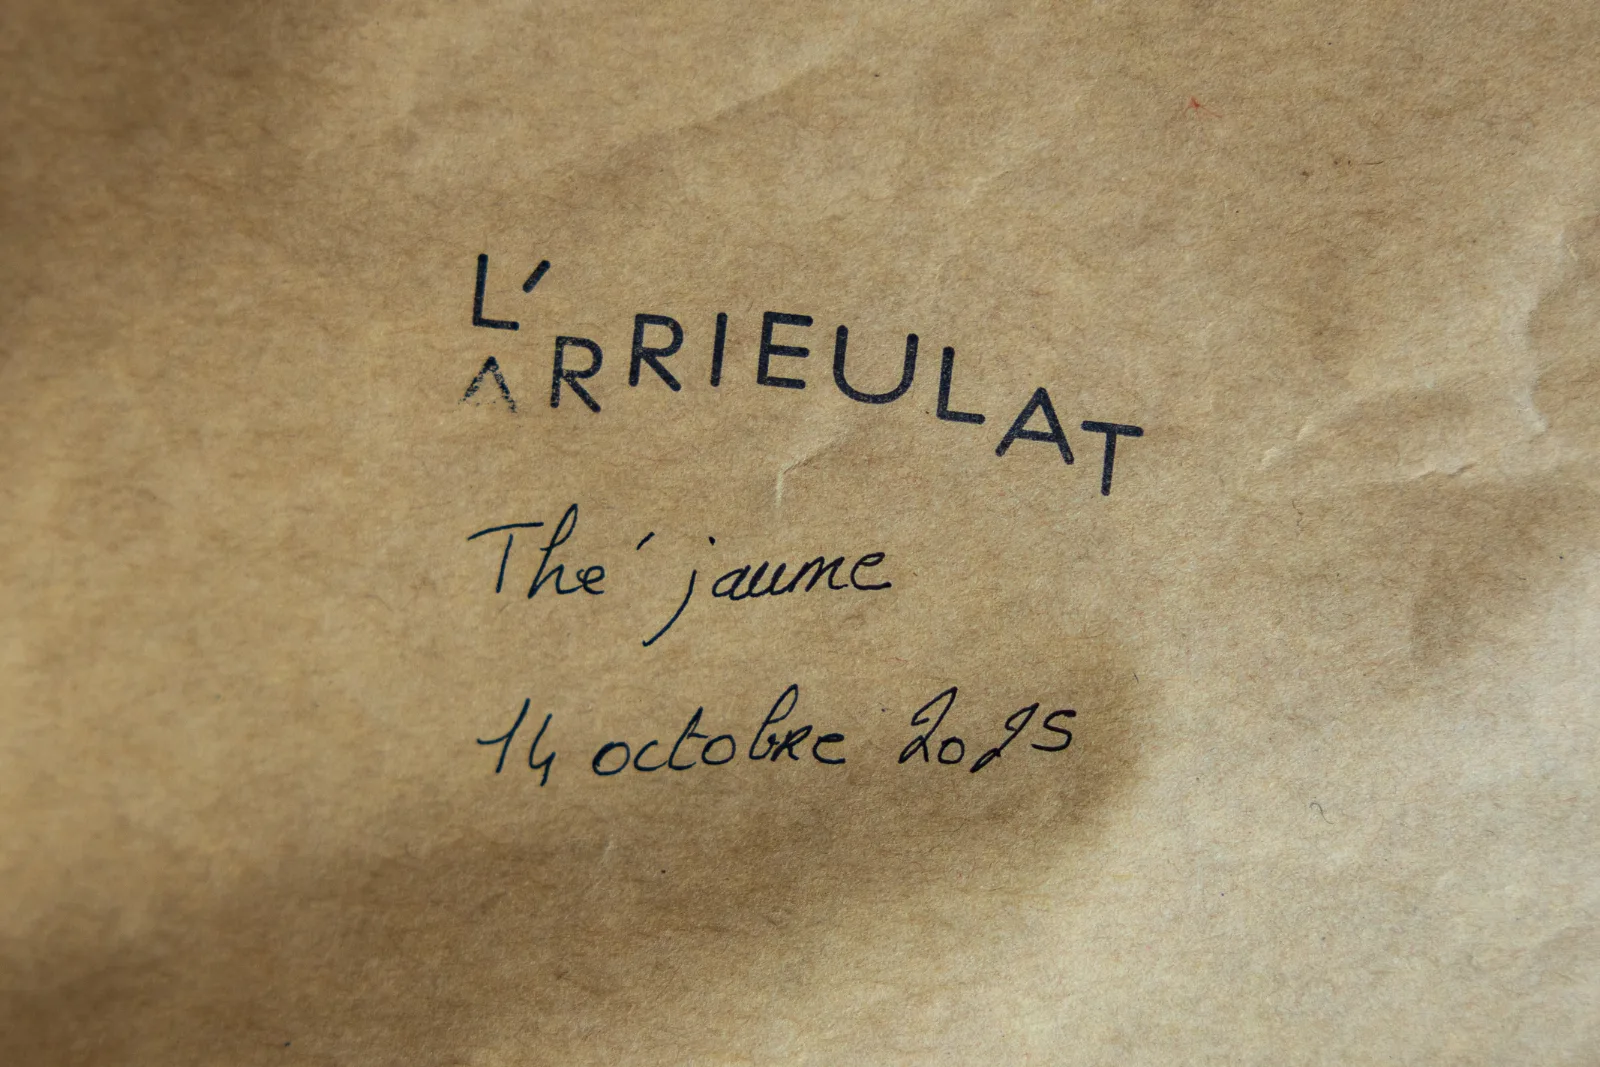 L'ARRIEULAT
Thé jaune
14 octobre 2025